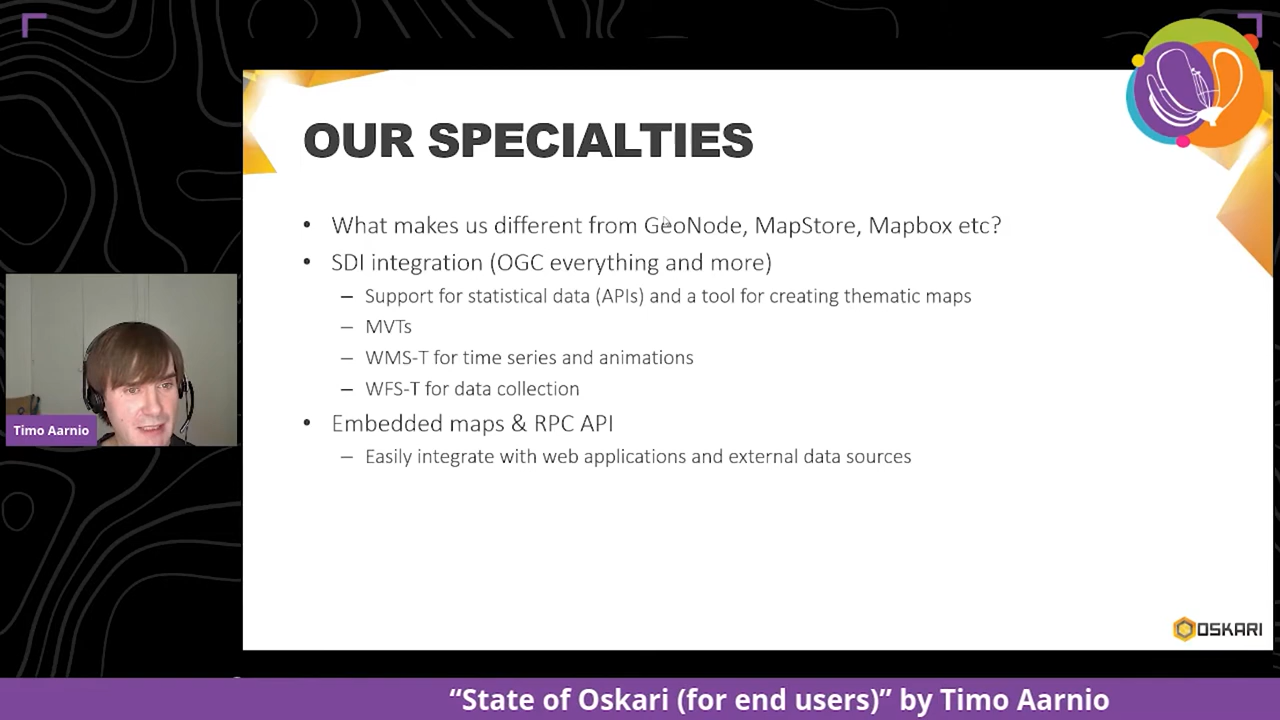 OUR SPECIALTIES
• What makes us different from GeoNode, MapStore, Mapbox etc?
• SDI integration (OGC everything and more)
– Support for statistical data (APIs) and a tool for creating thematic maps
– MVTs
– WMS-T for time series and animations
– WFS-T for data collection
• Embedded maps & RPC API
– Easily integrate with web applications and external data sources
Timo Aarnio
OSKARI
“State of Oskari (for end users)” by Timo Aarnio